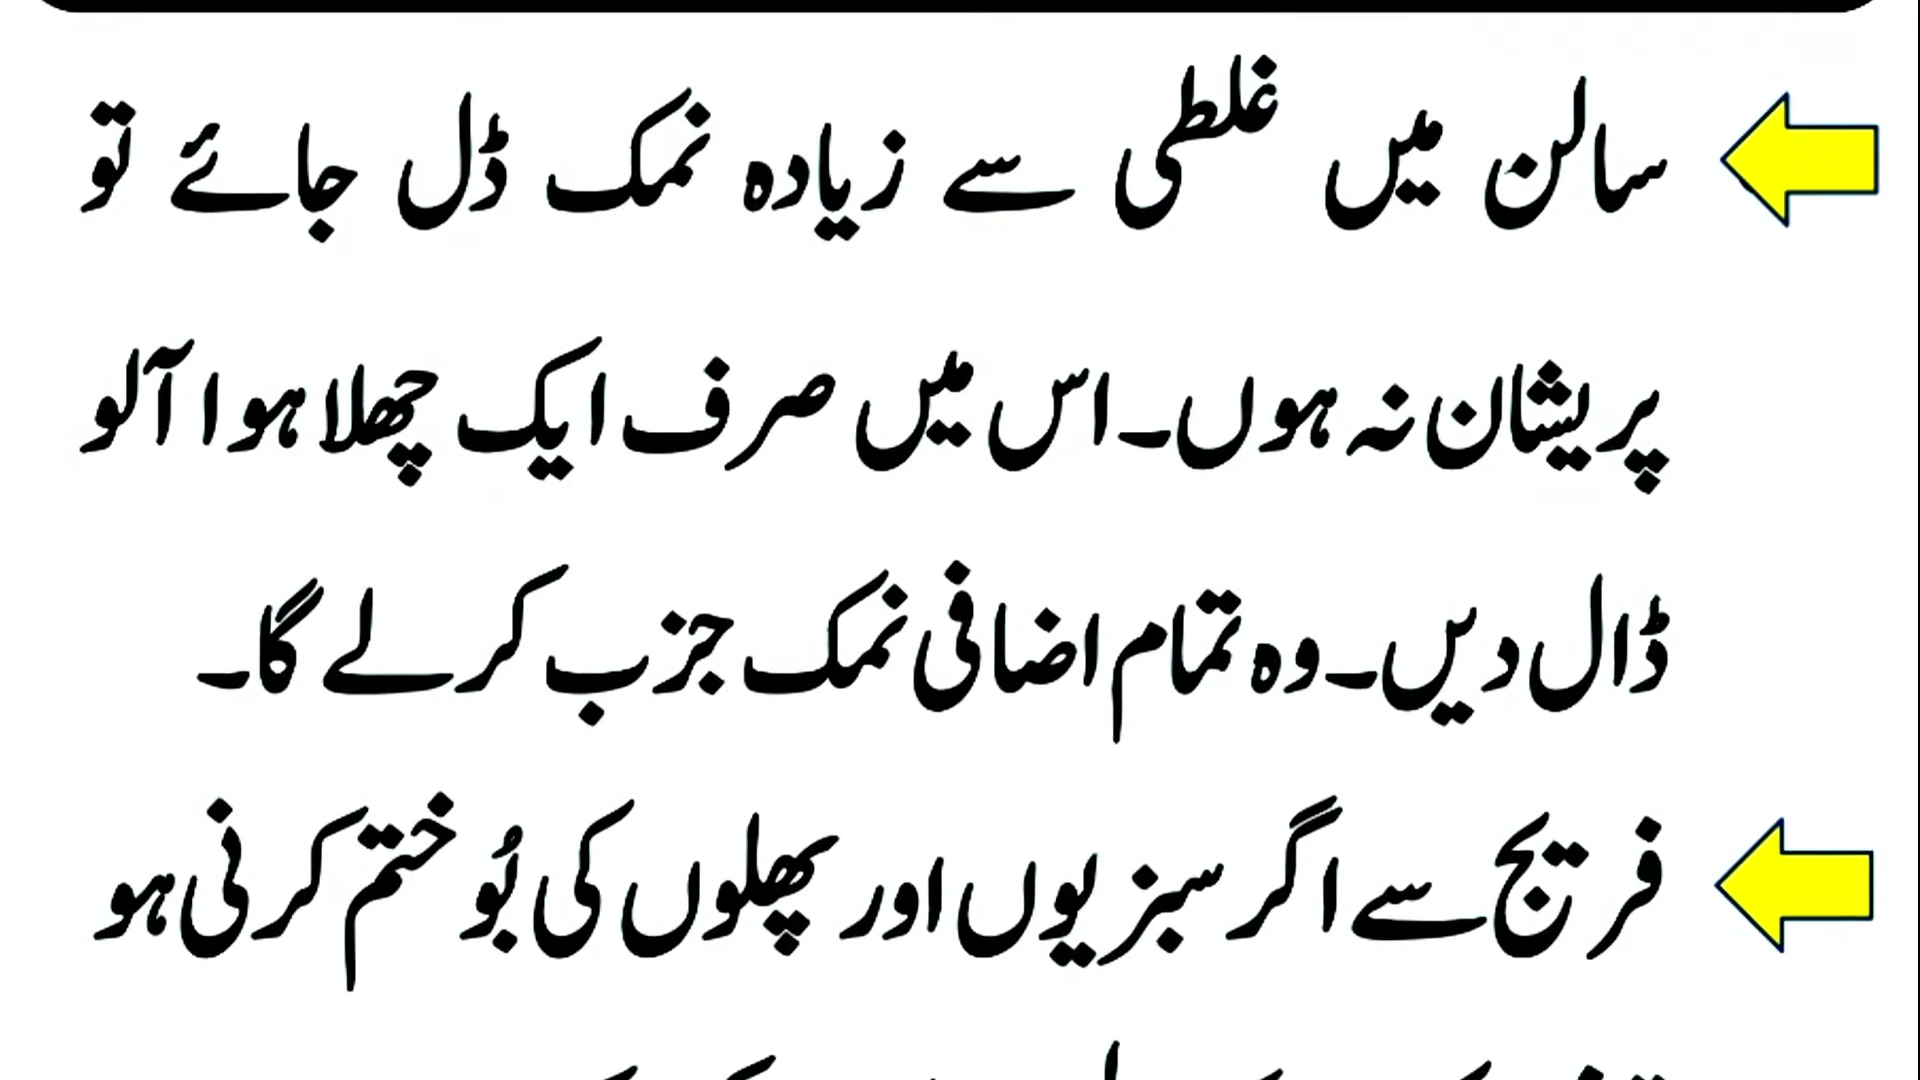 سالن میں غلطی سے زیادہ نمک ڈل جائے تو
پریشان نہ ہوں۔ اس میں صرف ایک چھلا ہوا آلو
ڈال دیں۔ وہ تمام اضافی نمک جزب کرلے گا۔
فریج سے اگر سبزیوں اور پھلوں کی بُو ختم کرنی ہو